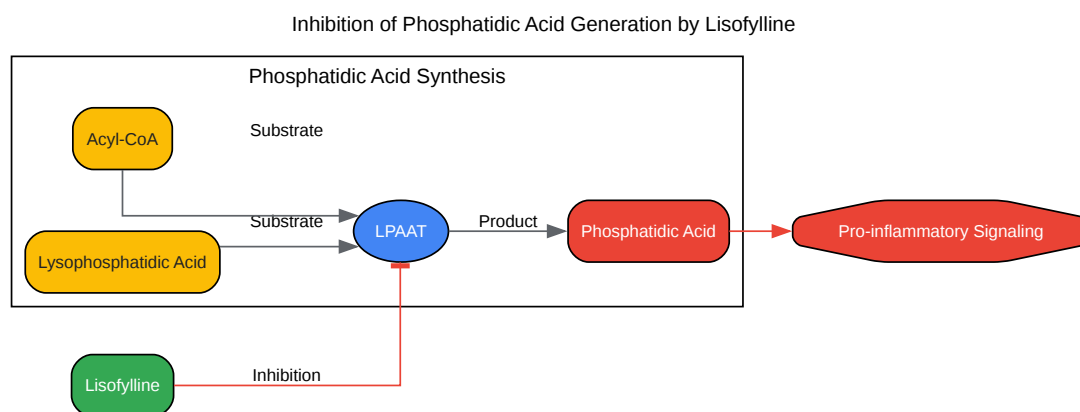 Inhibition of Phosphatidic Acid Generation by Lisofylline
Phosphatidic Acid Synthesis
Acyl-CoA
Substrate
Substrate
Lysophosphatidic Acid
LPAAT
Product
Phosphatidic Acid
Pro-inflammatory Signaling
Lisofylline
Inhibition